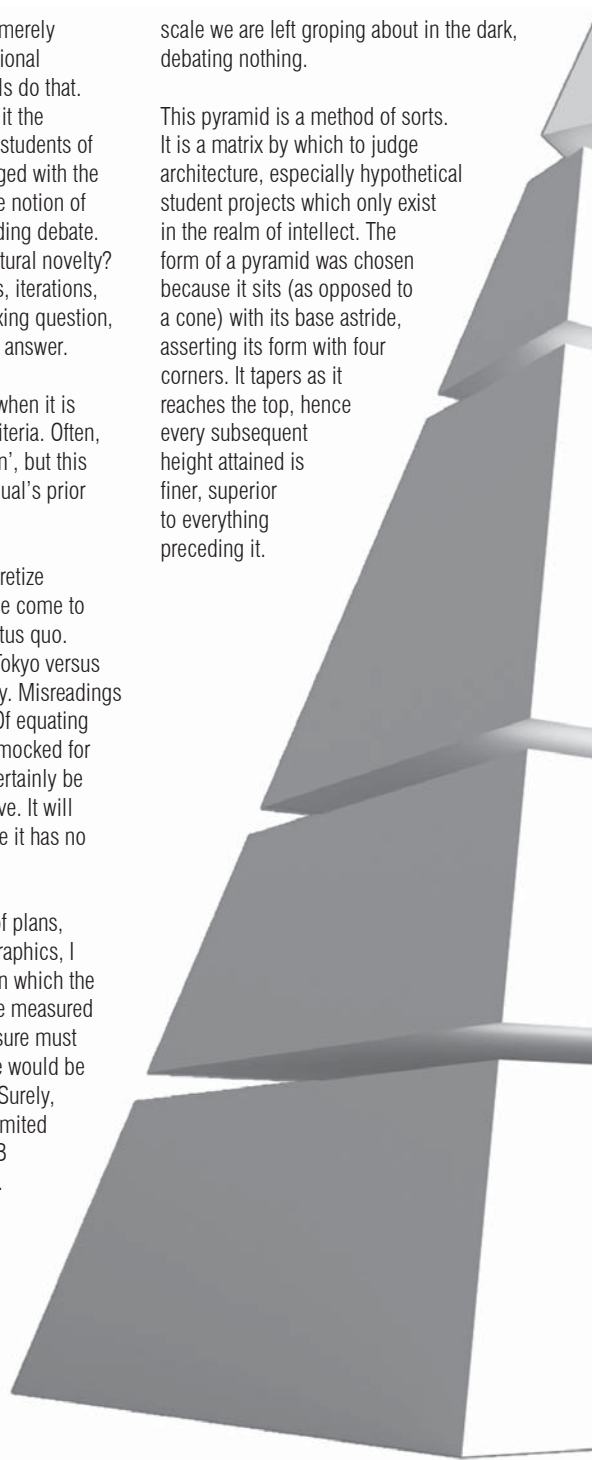 merely
ional
ls do that.
it the
students of
ged with the
e notion of
ding debate.
tural novelty?
s, iterations,
xing question,
answer.
when it is
iteria. Often,
n’, but this
ual’s prior
retize
e come to
tus quo.
Tokyo versus
y. Misreadings
Of equating
mocked for
ertainly be
ve. It will
e it has no
of plans,
raphics, I
n which the
e measured
sure must
e would be
Surely,
mited
3
.
scale we are left groping about in the dark,
debating nothing.
This pyramid is a method of sorts.
It is a matrix by which to judge
architecture, especially hypothetical
student projects which only exist
in the realm of intellect. The
form of a pyramid was chosen
because it sits (as opposed to
a cone) with its base astride,
asserting its form with four
corners. It tapers as it
reaches the top, hence
every subsequent
height attained is
finer, superior
to everything
preceding it.